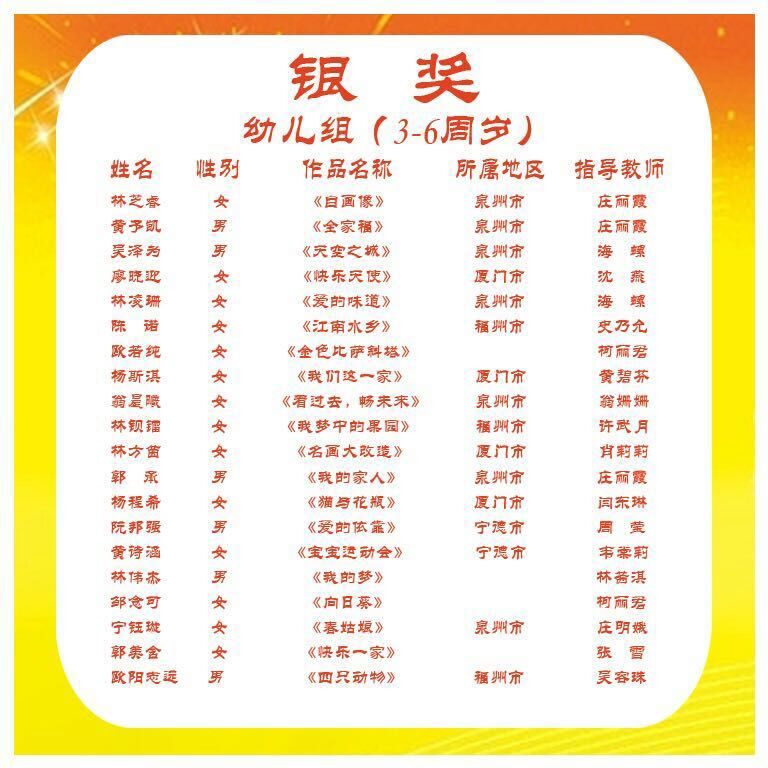 银 奖
幼儿组（3-6周岁）
姓名 性别 作品名称 所属地区 指导教师
林芝睿 女 《自画像》 泉州市 庄丽霞
黄予凯 男 《全家福》 泉州市 庄丽霞
吴泽为 男 《天空之城》 泉州市 海 螺
廖晓迎 女 《快乐天使》 厦门市 沈 燕
林凌珊 女 《爱的味道》 泉州市 海 螺
陈 诺 女 《江南水乡》 福州市 史乃允
欧若纯 女 《金色比萨斜塔》 柯丽君
杨斯淇 女 《我们这一家》 厦门市 黄碧芬
翁晨曦 女 《看过去，畅未来》 泉州市 翁姗姗
林钡镭 女 《我梦中的果园》 福州市 许武月
林方茵 女 《名画大改造》 厦门市 肖莉莉
郭 承 男 《我的家人》 泉州市 庄丽霞
杨程希 女 《猫与花瓶》 厦门市 闫东琳
阮邦强 男 《爱的依靠》 宁德市 周 莹
黄诗涵 女 《宝宝运动会》 宁德市 韦棠莉
林伟杰 男 《我的梦》 林茜淇
邹念可 女 《向日葵》 柯丽君
宁钰璇 女 《春姑娘》 泉州市 庄明娥
郭美含 女 《快乐一家》 张 雪
欧阳志远 男 《四只动物》 福州市 吴容珠